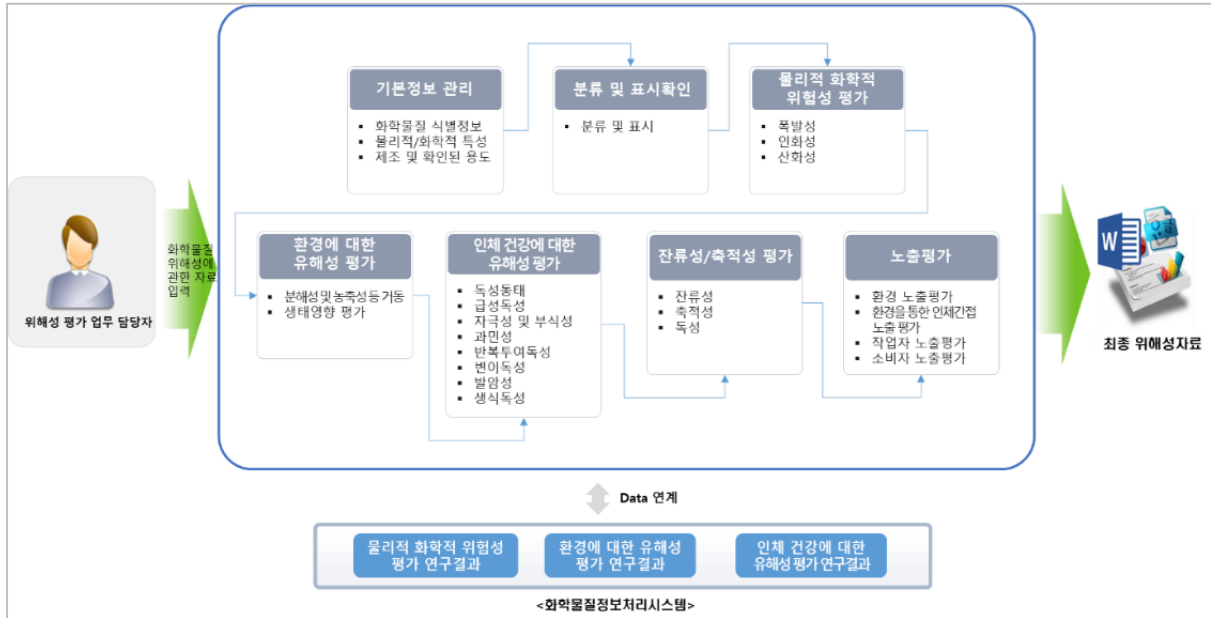 기본정보 관리
▪ 화학물질 식별정보
▪ 물리적/화학적 특성
▪ 제조 및 확인된 용도
분류 및 표시확인
▪ 분류 및 표시
물리적 화학적
위험성 평가
▪ 폭발성
▪ 인화성
▪ 산화성
위해성 평가 업무 담당자
화학물질
위해성에
관한 자료
입력
환경에 대한
유해성 평가
▪ 분해성 및 농축성 등 거동
▪ 생태영향 평가
인체 건강에 대한
유해성 평가
▪ 독성동태
▪ 급성독성
▪ 자극성 및 부식성
▪ 과민성
▪ 반복투여독성
▪ 변이독성
▪ 발암성
▪ 생식독성
잔류성/축적성 평가
▪ 잔류성
▪ 축적성
▪ 독성
노출평가
▪ 환경 노출평가
▪ 환경을 통한 인체간접
노출 평가
▪ 작업자 노출평가
▪ 소비자 노출평가
W
최종 위해성자료
Data 연계
물리적 화학적 위험성
평가 연구결과
환경에 대한 유해성
평가 연구결과
인체 건강에 대한
유해성 평가 연구결과
<화학물질정보처리시스템>